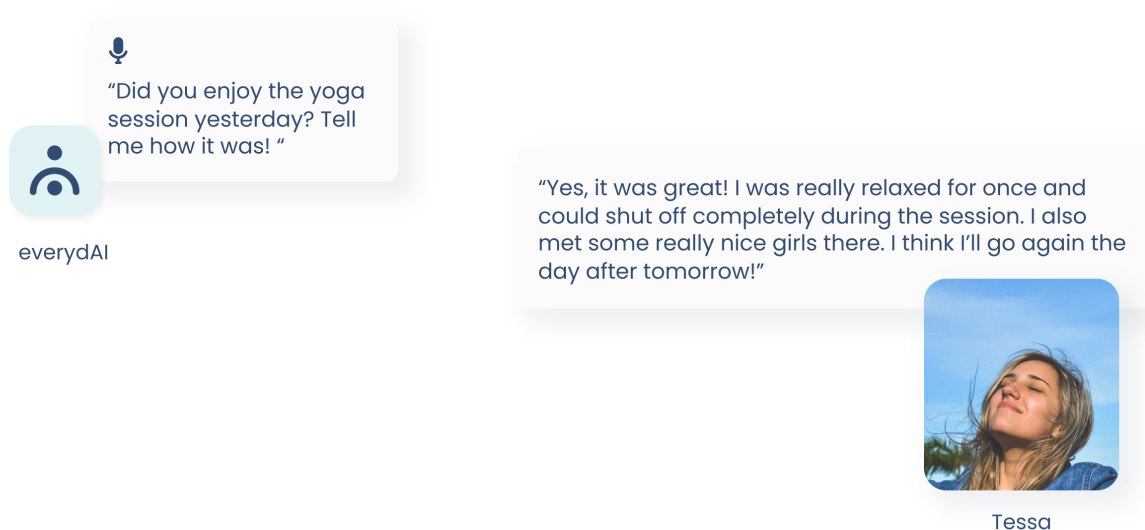 “Did you enjoy the yoga
session yesterday? Tell
me how it was! “
everydAI
“Yes, it was great! I was really relaxed for once and
could shut off completely during the session. I also
met some really nice girls there. I think I’ll go again the
day after tomorrow!”
Tessa